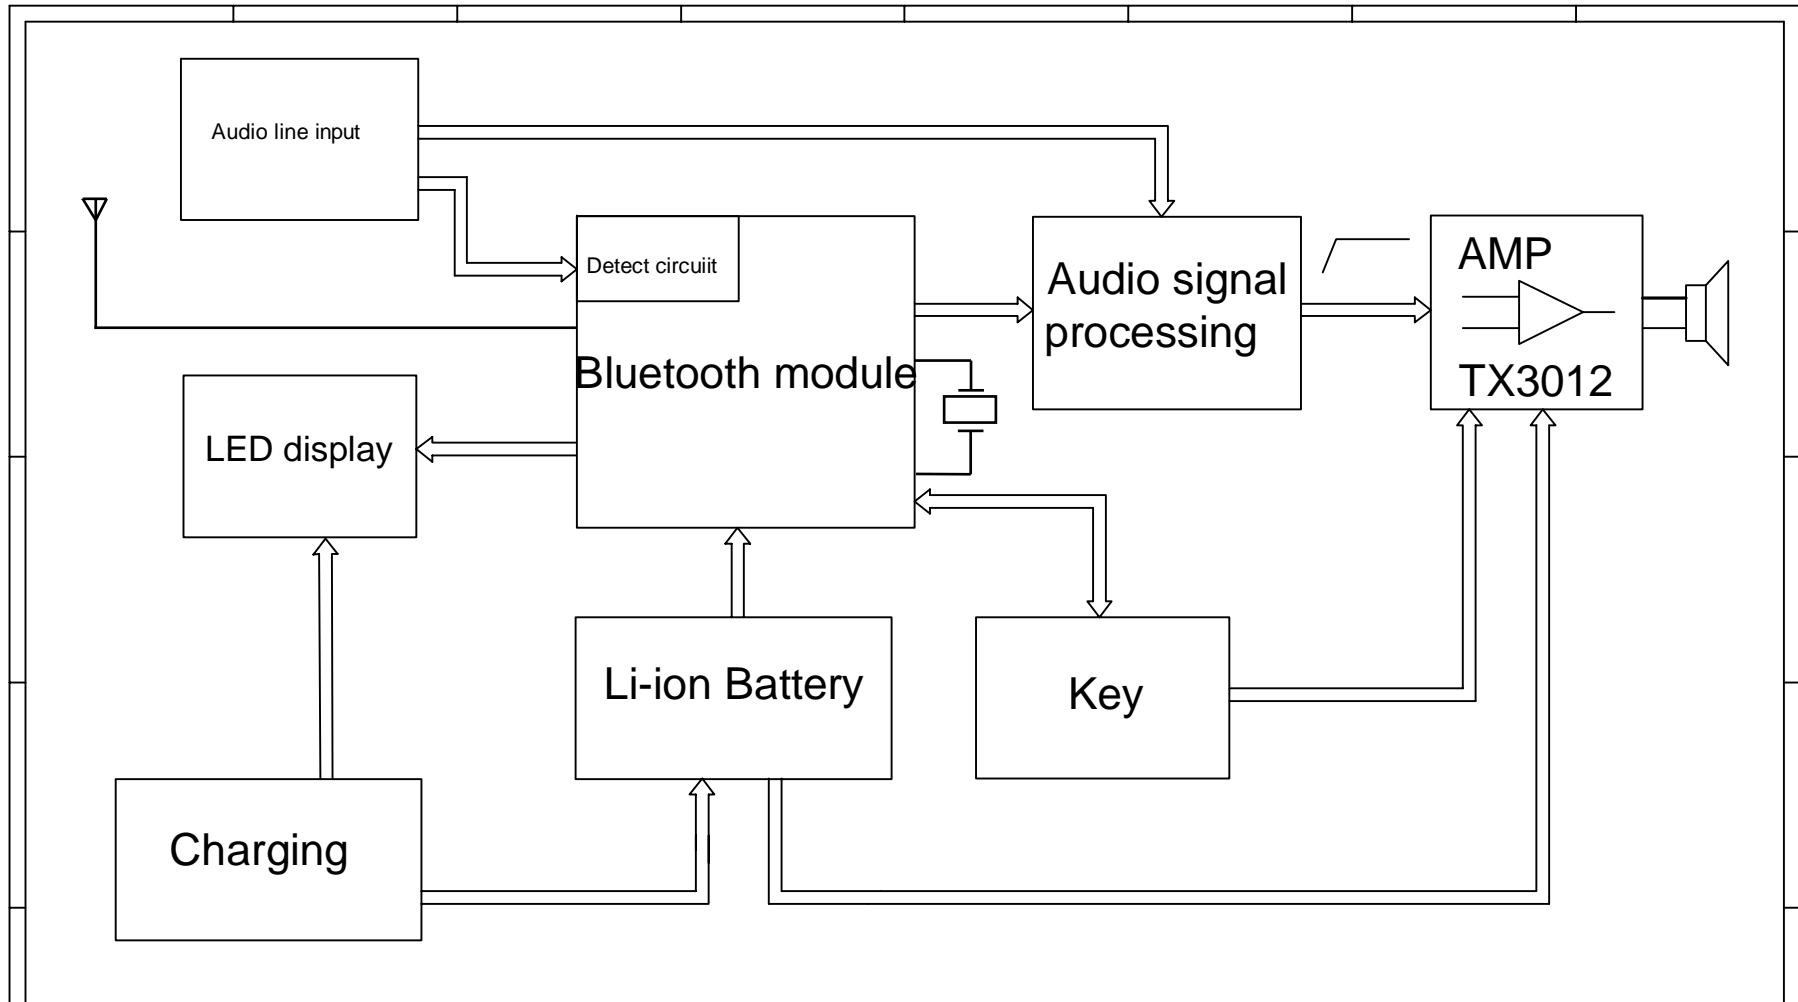 Audio line input
Detect circuiit
Audio signal
processing
AMP
TX3012
Bluetooth module
LED display
Li-ion Battery
Key
Charging